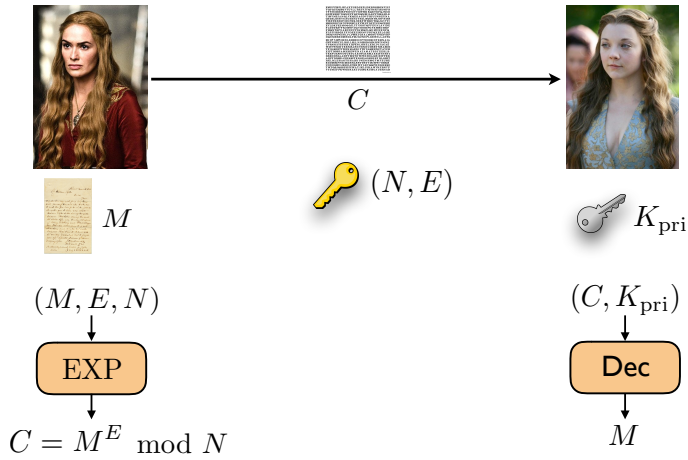 C
(N, E)
M
K_pri
(M, E, N)
(C, K_pri)
EXP
Dec
C = M^E mod N
M